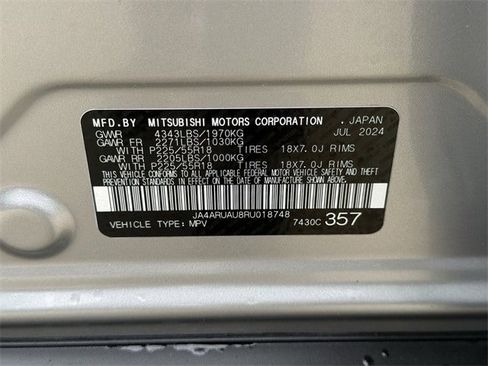 MFD.BY MITSUBISHI MOTORS CORPORATION . JAPAN
GVWR 4343LBS/1970KG JUL 2024
GAWR FR 2271LBS/1030KG
WITH P225/55R18 TIRES 18X7.0J RIMS
GAWR RR 2205LBS/1000KG
WITH P225/55R18 TIRES 18X7.0J RIMS
THIS VEHICLE CONFORMS TO ALL APPLICABLE FEDERAL MOTOR VEHICLE
SAFETY AND THEFT PREVENTION STANDARDS IN EFFECT ON THE DATE OF
MANUFACTURE SHOWN ABOVE.
JA4ARUAU8RU018748
VEHICLE TYPE: MPV 7430C 357